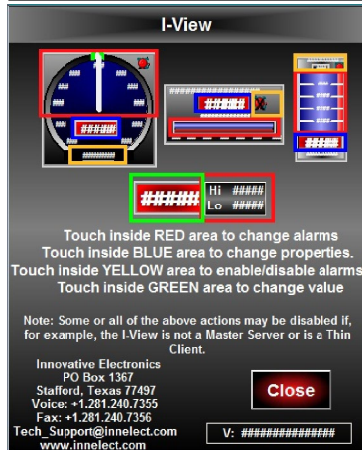 I-View
##################
#####
#####
##########
#####
#####
Hi #####
Lo #####
Touch inside RED area to change alarms
Touch inside BLUE area to change properties.
Touch inside YELLOW area to enable/disable alarms
Touch inside GREEN area to change value
Note: Some or all of the above actions may be disabled if,
for example, the I-View is not a Master Server or is a Thin
Client.
Innovative Electronics
PO Box 1367
Stafford, Texas 77497
Voice: +1.281.240.7355
Fax: +1.281.240.7356
Tech_Support@innelect.com
www.innelect.com
Close
V: ###############